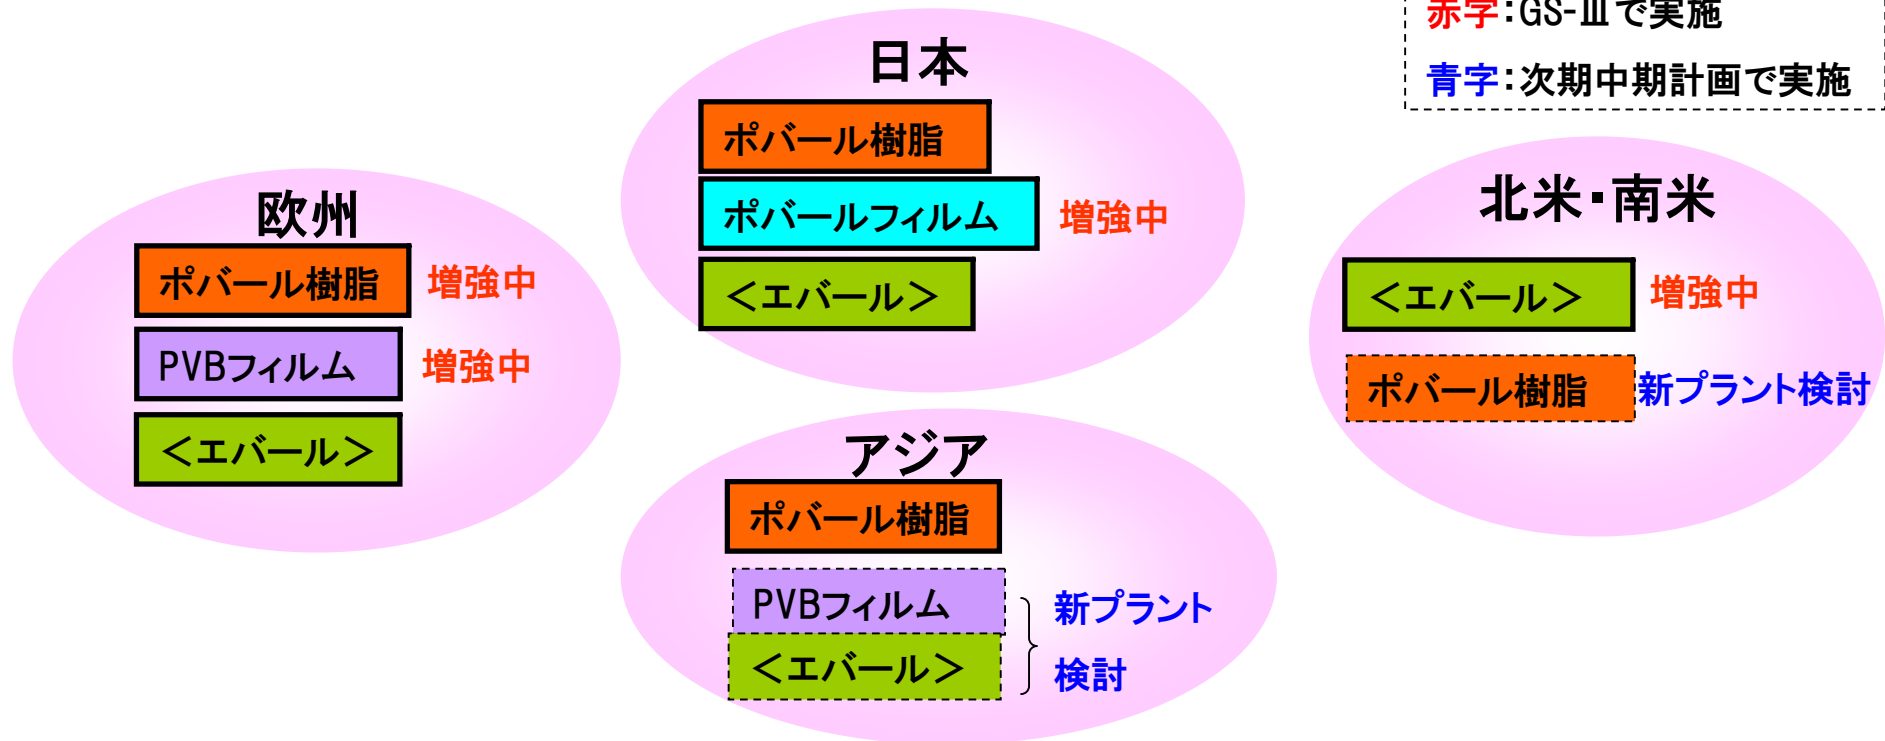 赤字：GS-Ⅲで実施
青字：次期中期計画で実施
日本
ポバール樹脂
ポバールフィルム 増強中
＜エバール＞
欧州
ポバール樹脂 増強中
PVBフィルム 増強中
＜エバール＞
北米・南米
＜エバール＞ 増強中
ポバール樹脂 新プラント検討
アジア
ポバール樹脂
PVBフィルム 新プラント
＜エバール＞ 検討